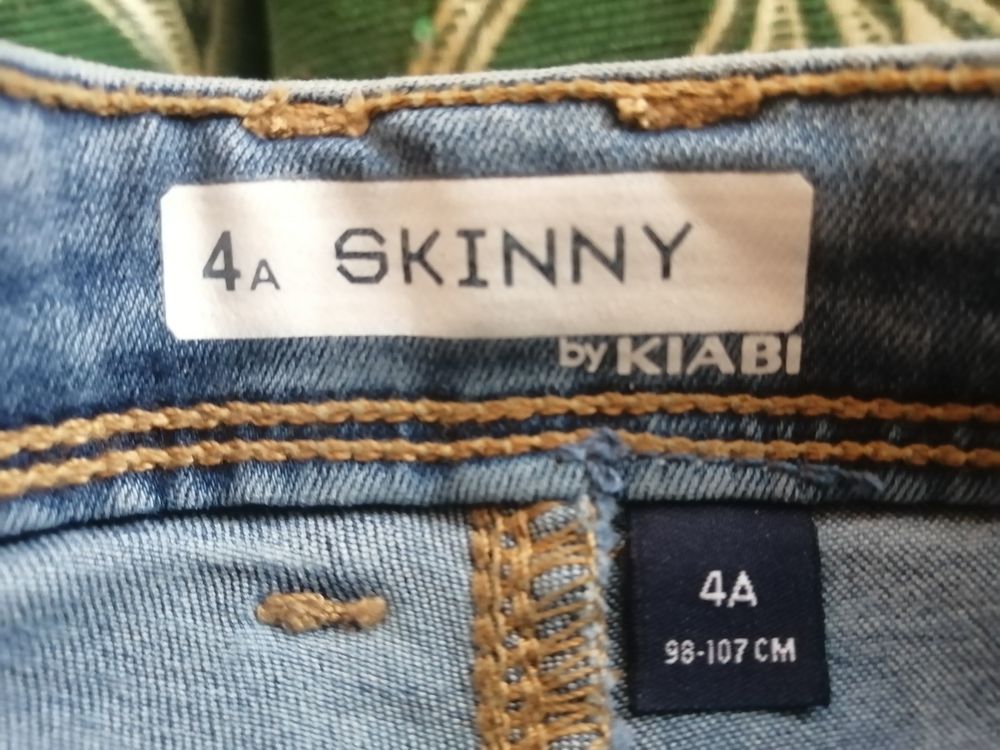 4A SKINNY
by KIABI
4A
98-107 CM